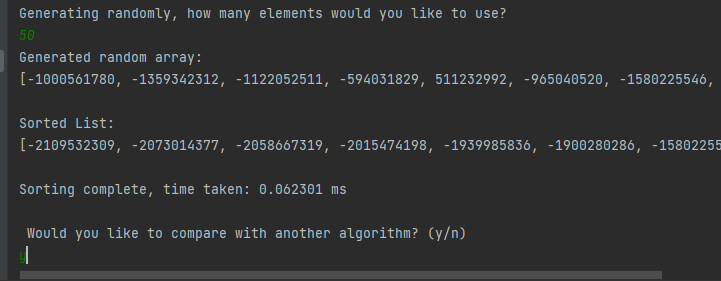 Generating randomly, how many elements would you like to use?
50
Generated random array:
[-1000561780, -1359342312, -1122052511, -594031829, 511232992, -965040520, -1580225546,
Sorted List:
[-2109532309, -2073014377, -2058667319, -2015474198, -1939985836, -1900280286, -15802255
Sorting complete, time taken: 0.062301 ms
Would you like to compare with another algorithm? (y/n)
y